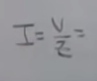 I = V/Z =